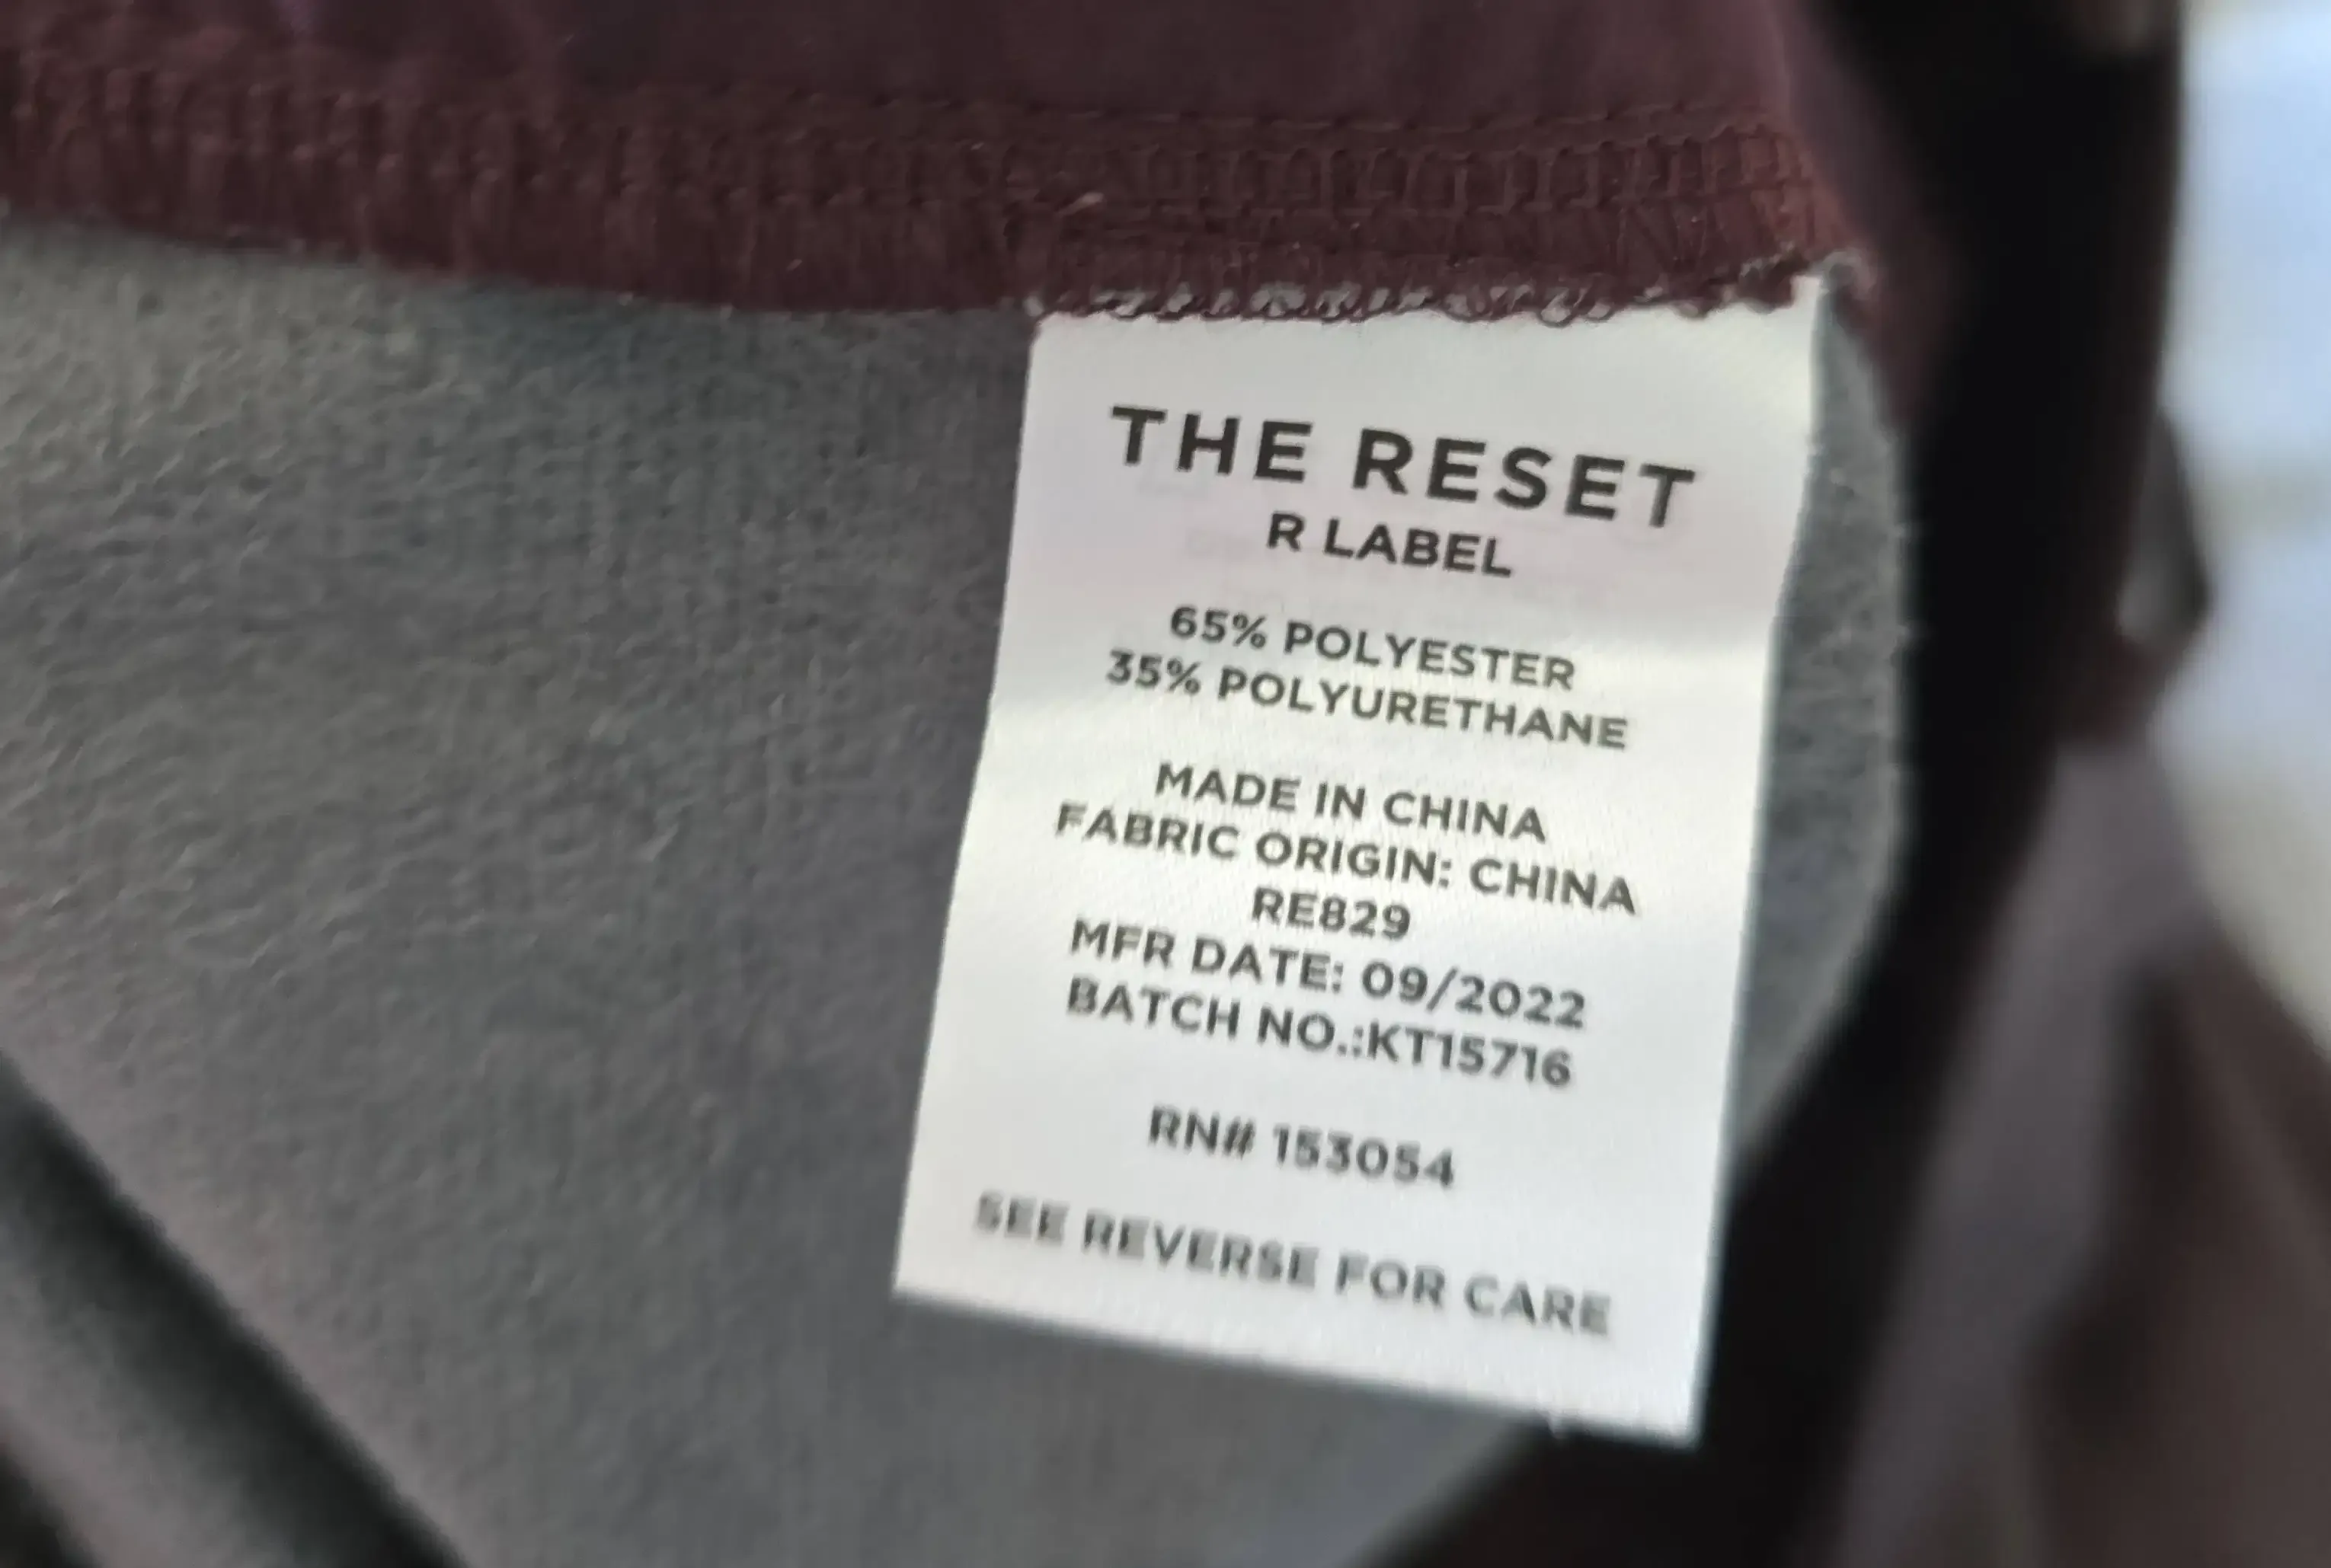 THE RESET
R LABEL
65% POLYESTER
35% POLYURETHANE
MADE IN CHINA
FABRIC ORIGIN: CHINA
RE829
MFR DATE: 09/2022
BATCH NO.:KT15716
RN# 153054
SEE REVERSE FOR CARE